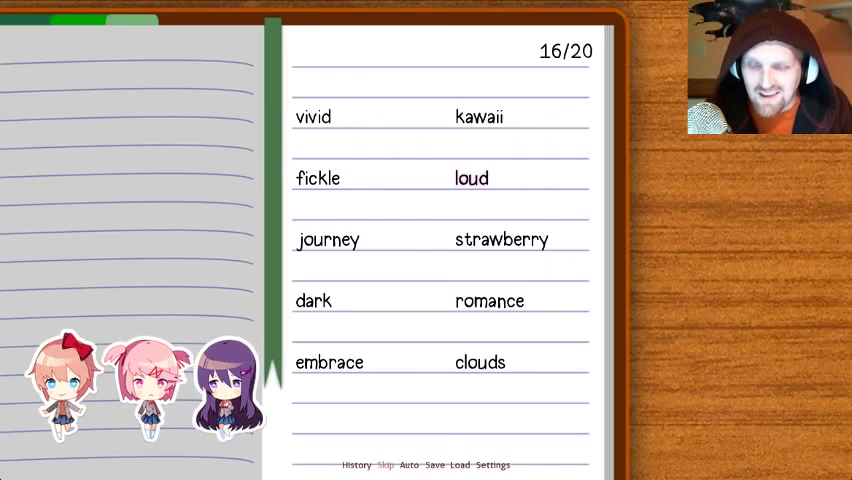 16/20
vivid kawaii
fickle loud
journey strawberry
dark romance
embrace clouds
History Skip Auto Save Load Settings